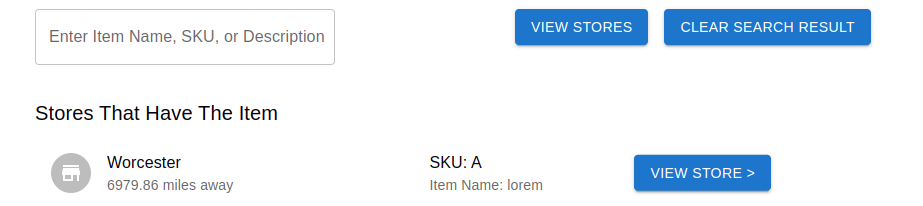 Enter Item Name, SKU, or Description
VIEW STORES
CLEAR SEARCH RESULT
Stores That Have The Item
Worcester
6979.86 miles away
SKU: A
Item Name: lorem
VIEW STORE >